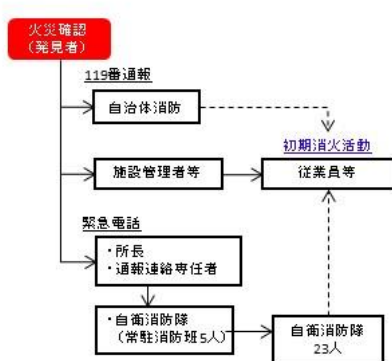 火災確認
（発見者）
119番通報
自治体消防
初期消火活動
施設管理者等
従業員等
緊急電話
・所長
・通報連絡専任者
・自衛消防隊
（常駐消防班5人）
自衛消防隊
23人